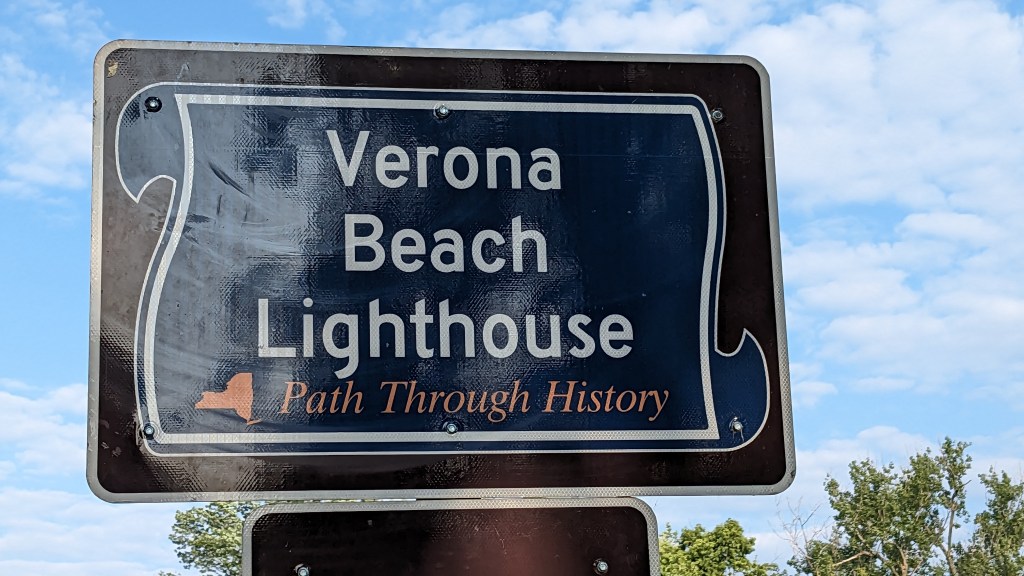 Verona
Beach
Lighthouse
Path Through History